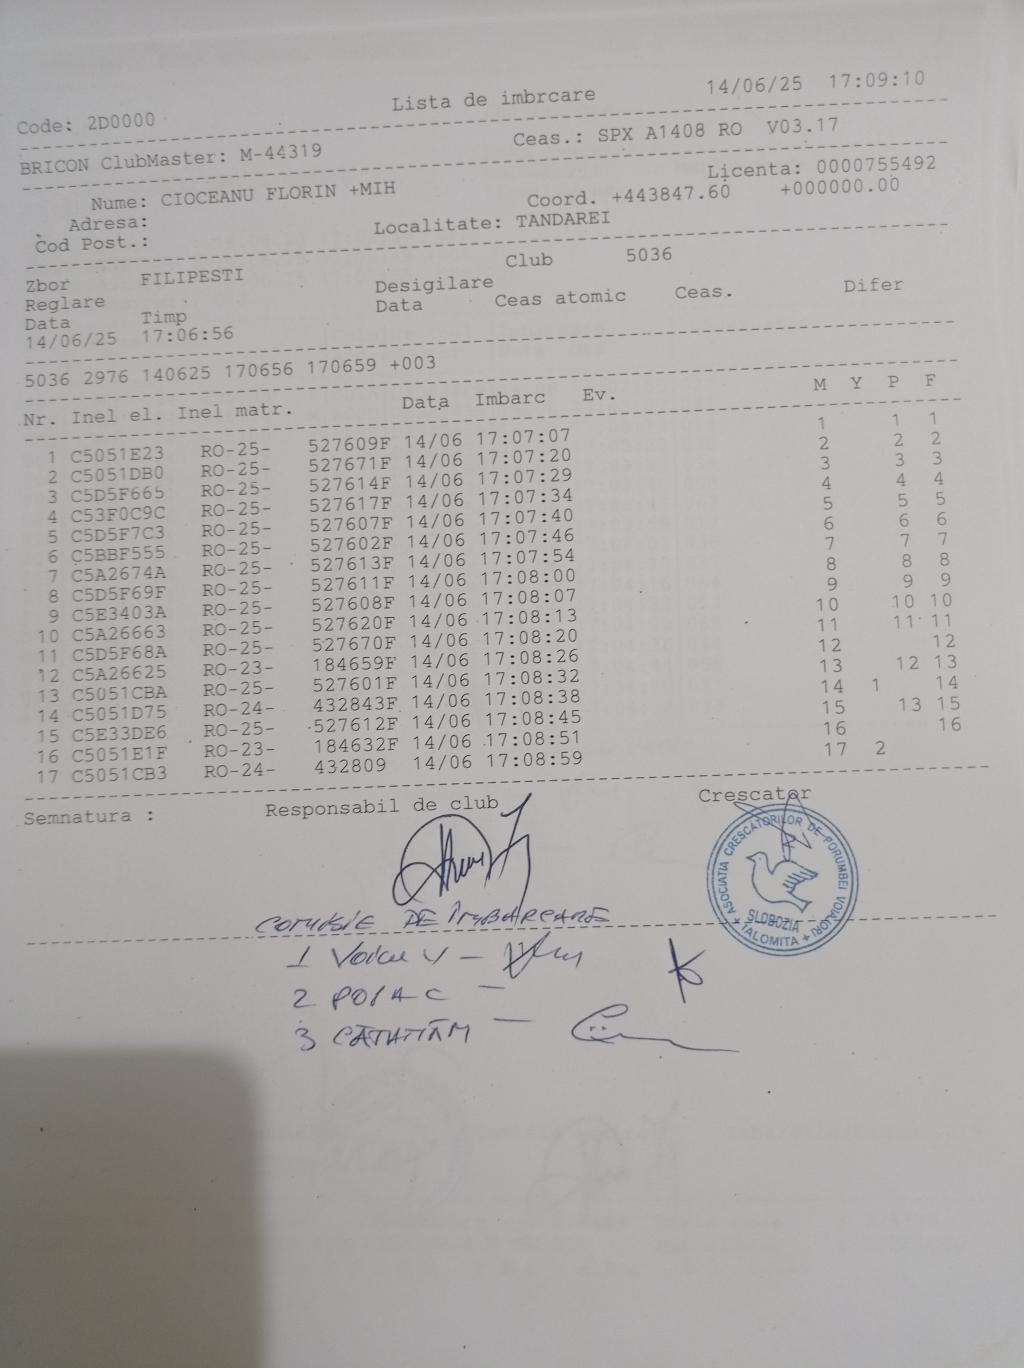 Code: 2D0000 Lista de imbrcare 14/06/25 17:09:10
BRICON ClubMaster: M-44319 Ceas.: SPX A1408 RO V03.17
Nume: CIOCEANU FLORIN +MIH Licenta: 0000755492
Adresa: Coord. +443847.60 +000000.00
Cod Post.: Localitate: TANDAREI
Zbor FILIPESTI Club 5036
Reglare Desigilare
Data Timp Data Ceas atomic Ceas. Difer
14/06/25 17:06:56
5036 2976 140625 170656 170659 +003
Nr. Inel el. Inel matr. Data Imbarc Ev. M Y P F
1 C5051E23 RO-25- 527609F 14/06 17:07:07 1 1 1
2 C5051DB0 RO-25- 527671F 14/06 17:07:20 2 2 2
3 C5D5F665 RO-25- 527614F 14/06 17:07:29 3 3 3
4 C53F0C9C RO-25- 527617F 14/06 17:07:34 4 4 4
5 C5D5F7C3 RO-25- 527607F 14/06 17:07:40 5 5 5
6 C5BBF555 RO-25- 527602F 14/06 17:07:46 6 6 6
7 C5A2674A RO-25- 527613F 14/06 17:07:54 7 7 7
8 C5D5F69F RO-25- 527611F 14/06 17:08:00 8 8 8
9 C5E3403A RO-25- 527608F 14/06 17:08:07 9 9 9
10 C5A26663 RO-25- 527620F 14/06 17:08:13 10 10 10
11 C5D5F68A RO-25- 527670F 14/06 17:08:20 11 11 11
12 C5A26625 RO-23- 184659F 14/06 17:08:26 12 12
13 C5051CBA RO-25- 527601F 14/06 17:08:32 13 12 13
14 C5051D75 RO-24- 432843F 14/06 17:08:38 14 1 14
15 C5E33DE6 RO-25- 527612F 14/06 17:08:45 15 13 15
16 C5051E1F RO-23- 184632F 14/06 17:08:51 16 16
17 C5051CB3 RO-24- 432809 14/06 17:08:59 17 2
Semnatura : Responsabil de club Crescator
ASOCIATIA CRESCATORILOR DE PORUMBEI VOIAJORI
SLOBOZIA
IALOMITA
COMISIE DE ÎMBARCARE
1 Voicu V -
2 POSA C -
3